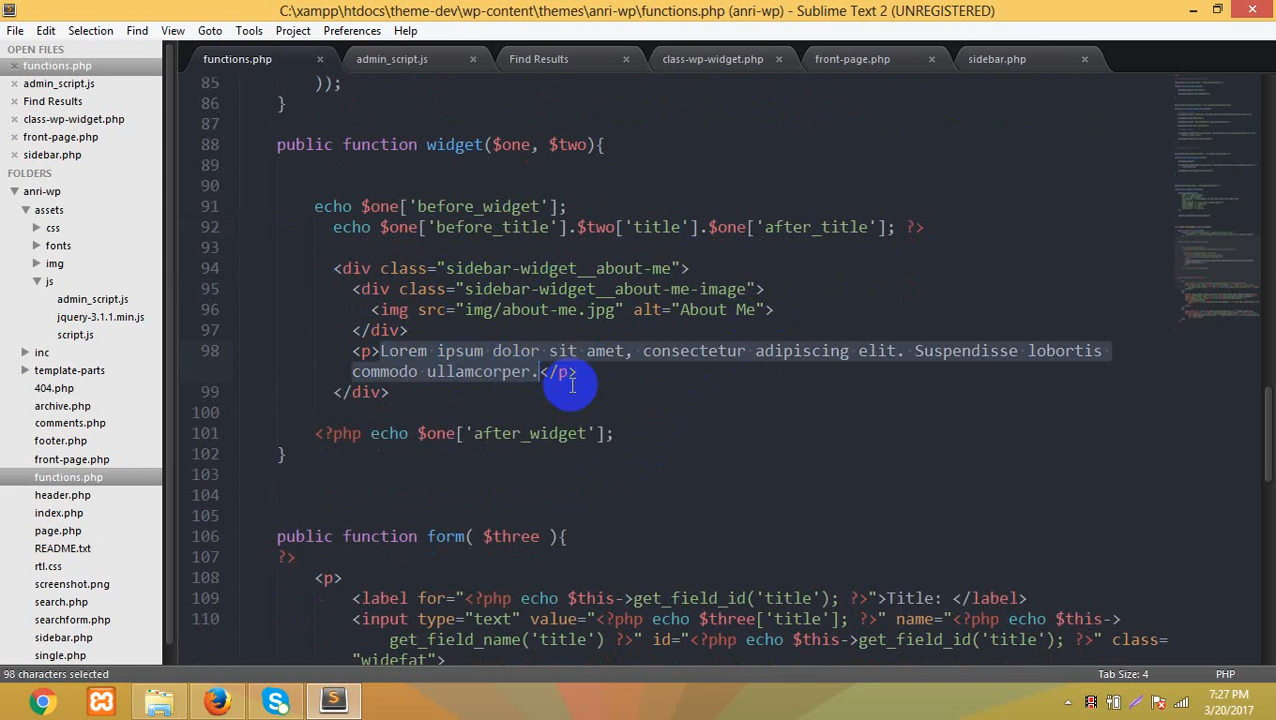 C:\xampp\htdocs\theme-dev\wp-content\themes\anri-wp\functions.php (anri-wp) - Sublime Text 2 (UNREGISTERED)
File Edit Selection Find View Goto Tools Project Preferences Help
OPEN FILES
functions.php
admin_script.js
Find Results
class-wp-widget.php
front-page.php
sidebar.php
FOLDERS
anri-wp
assets
css
fonts
img
js
admin_script.js
jquery-3.1.1.min.js
script.js
inc
template-parts
404.php
archive.php
comments.php
footer.php
front-page.php
functions.php
header.php
index.php
page.php
README.txt
rtl.css
screenshot.png
search.php
searchform.php
sidebar.php
single.php
functions.php admin_script.js Find Results class-wp-widget.php front-page.php sidebar.php
85 ));
86 }
87
88 public function widget($one, $two){
89
90
91 echo $one['before_widget'];
92 echo $one['before_title'].$two['title'].$one['after_title']; ?>
93
94 <div class="sidebar-widget__about-me">
95 <div class="sidebar-widget__about-me-image">
96 <img src="img/about-me.jpg" alt="About Me">
97 </div>
98 <p>Lorem ipsum dolor sit amet, consectetur adipiscing elit. Suspendisse lobortis
commodo ullamcorper.</p>
99 </div>
100
101 <?php echo $one['after_widget'];
102 }
103
104
105
106 public function form( $three ){
107 ?>
108 <p>
109 <label for="<?php echo $this->get_field_id('title'); ?>">Title: </label>
110 <input type="text" value="<?php echo $three['title']; ?>" name="<?php echo $this->
get_field_name('title') ?>" id="<?php echo $this->get_field_id('title'); ?>" class=
"widefat">
98 characters selected Tab Size: 4 PHP
7:27 PM
3/20/2017